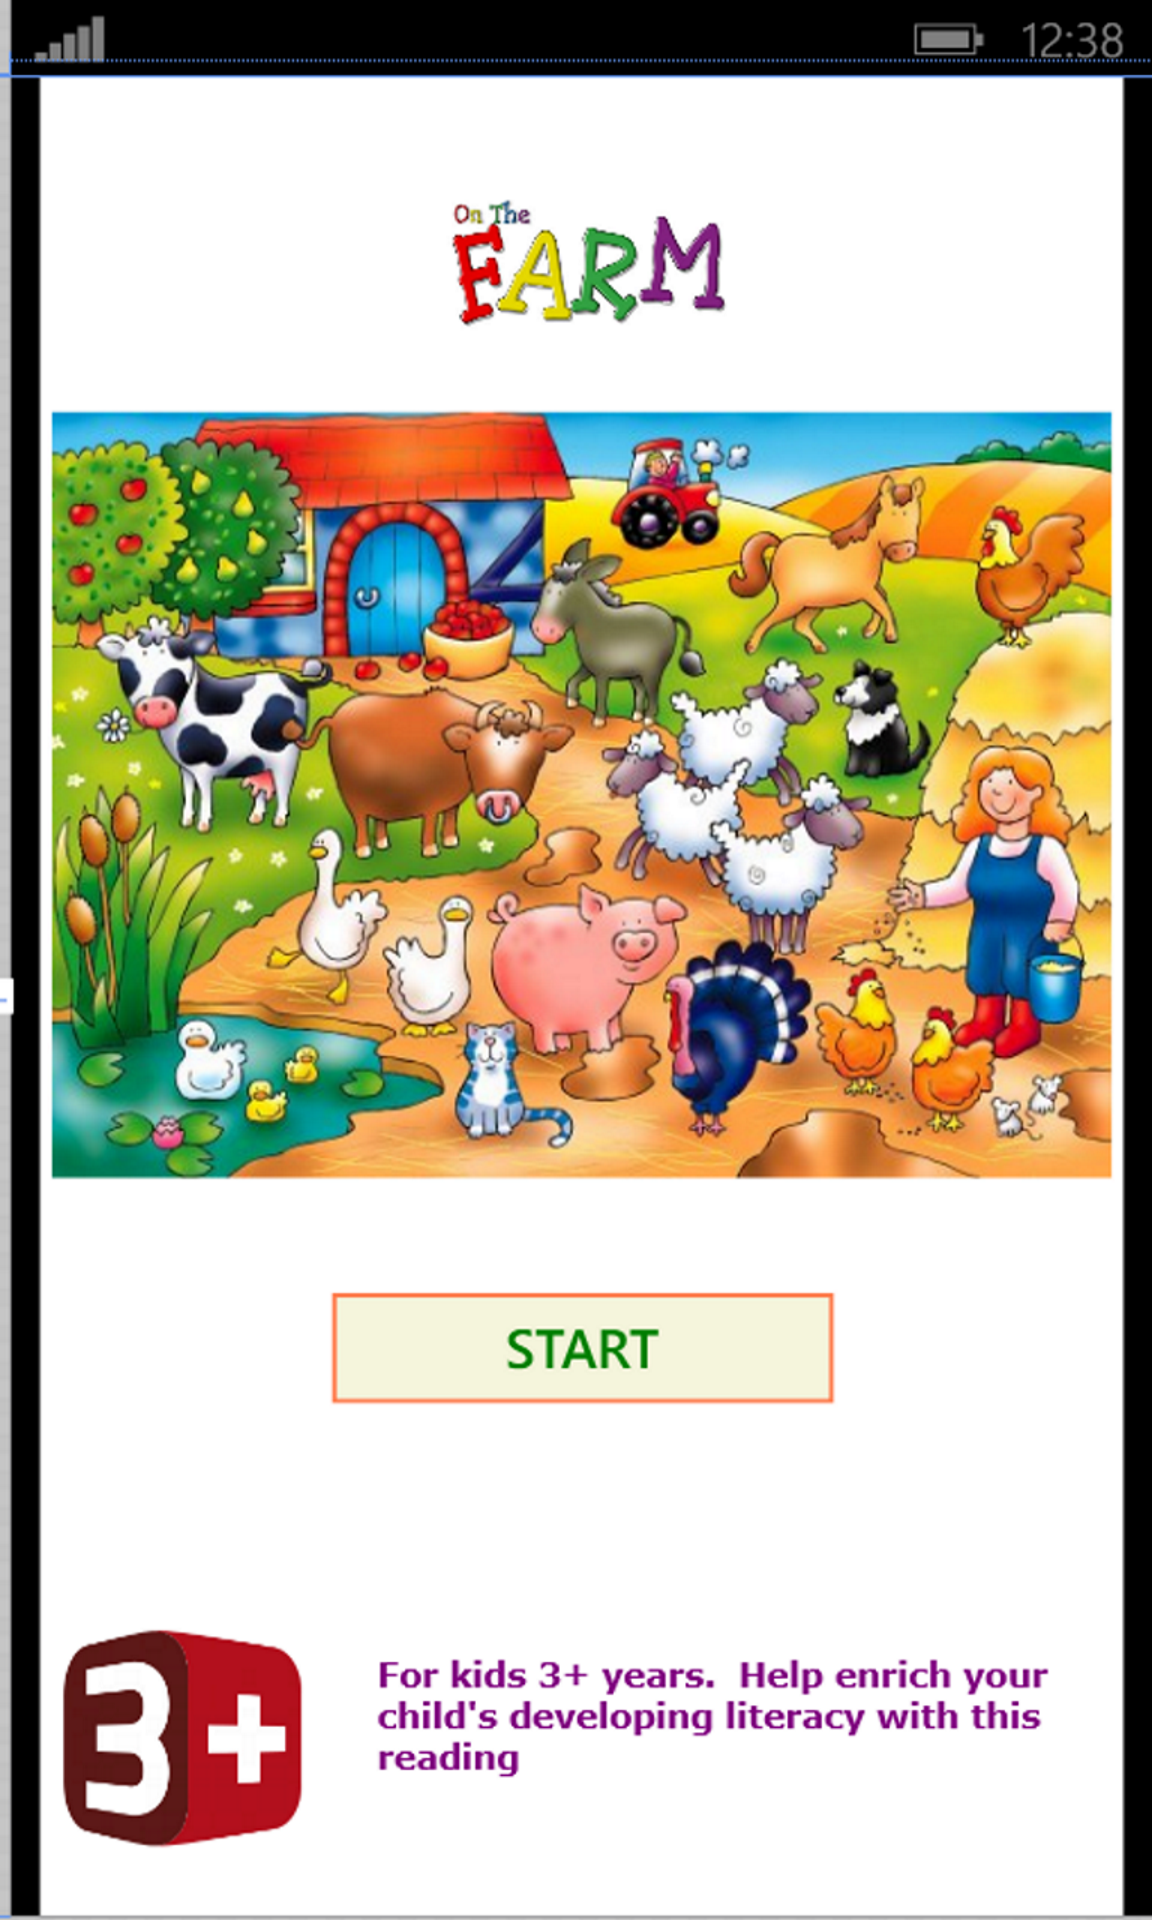 12:38
On The
FARM
START
3+
For kids 3+ years.  Help enrich your
child's developing literacy with this
reading